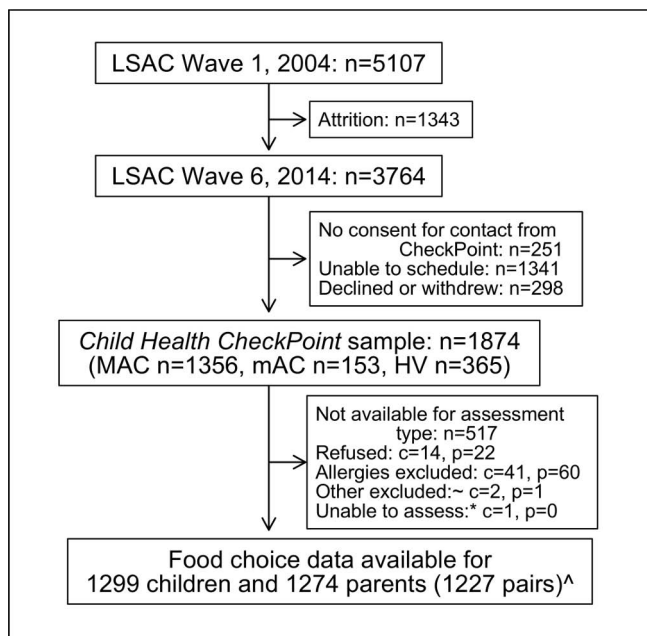 LSAC Wave 1, 2004: n=5107
Attrition: n=1343
LSAC Wave 6, 2014: n=3764
No consent for contact from
CheckPoint: n=251
Unable to schedule: n=1341
Declined or withdrew: n=298
Child Health CheckPoint sample: n=1874
(MAC n=1356, mAC n=153, HV n=365)
Not available for assessment
type: n=517
Refused: c=14, p=22
Allergies excluded: c=41, p=60
Other excluded:~ c=2, p=1
Unable to assess:* c=1, p=0
Food choice data available for
1299 children and 1274 parents (1227 pairs)^